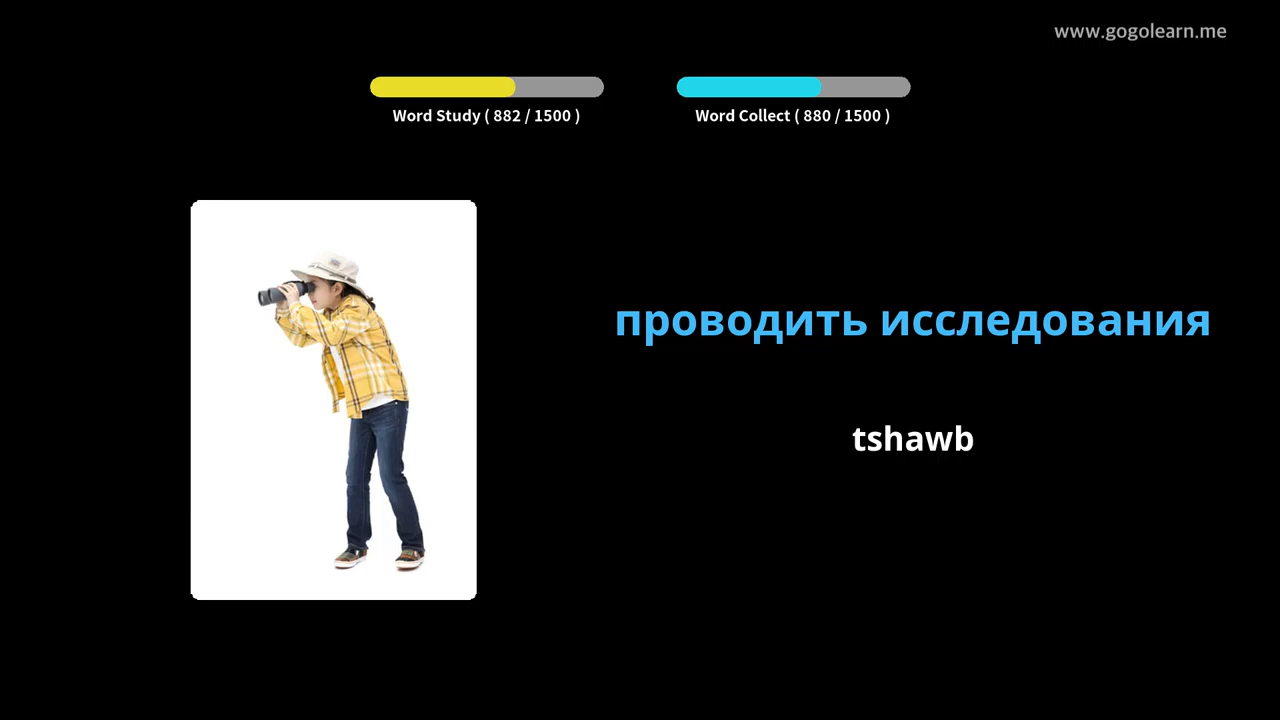 www.gogolearn.me
Word Study ( 882 / 1500 )
Word Collect ( 880 / 1500 )
проводить исследования
tshawb